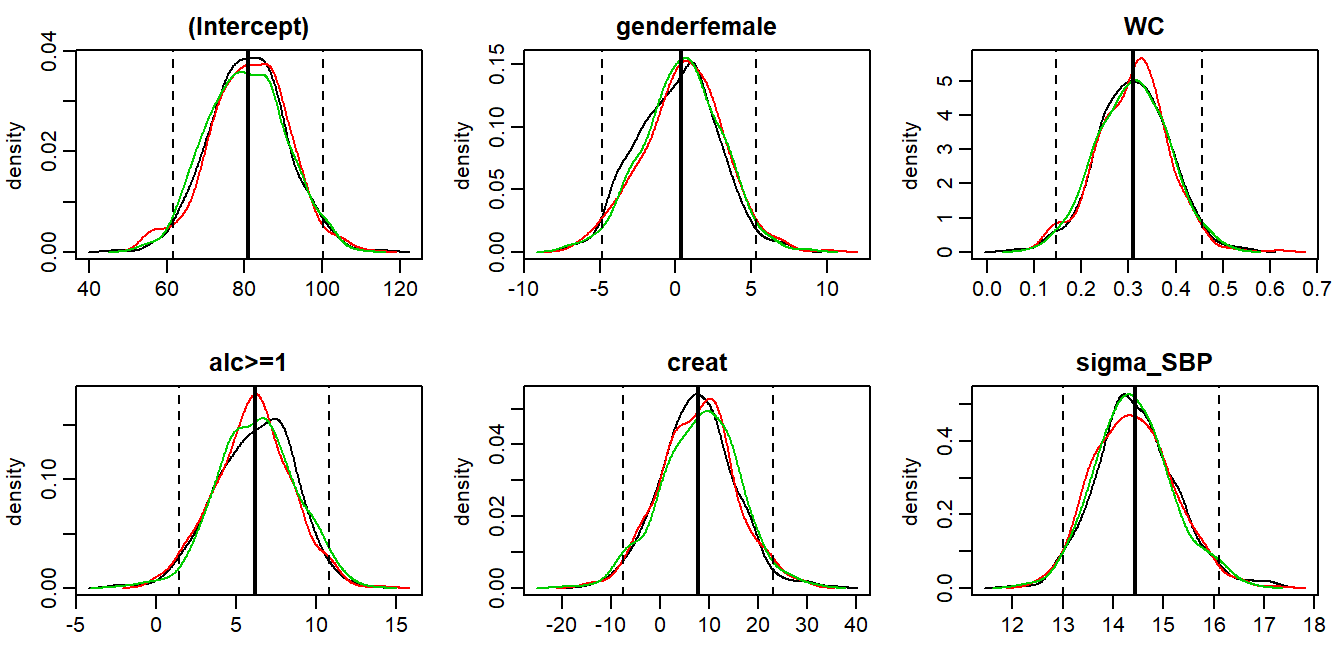 (Intercept)
density
0.00
0.02
0.04
40 60 80 100 120
genderfemale
density
0.00
0.05
0.10
0.15
-10 -5 0 5 10
WC
density
0
1
2
3
4
5
0.0 0.1 0.2 0.3 0.4 0.5 0.6 0.7
alc>=1
density
0.00
0.10
-5 0 5 10 15
creat
density
0.00
0.02
0.04
-20 -10 0 10 20 30 40
sigma_SBP
density
0.0
0.2
0.4
12 13 14 15 16 17 18